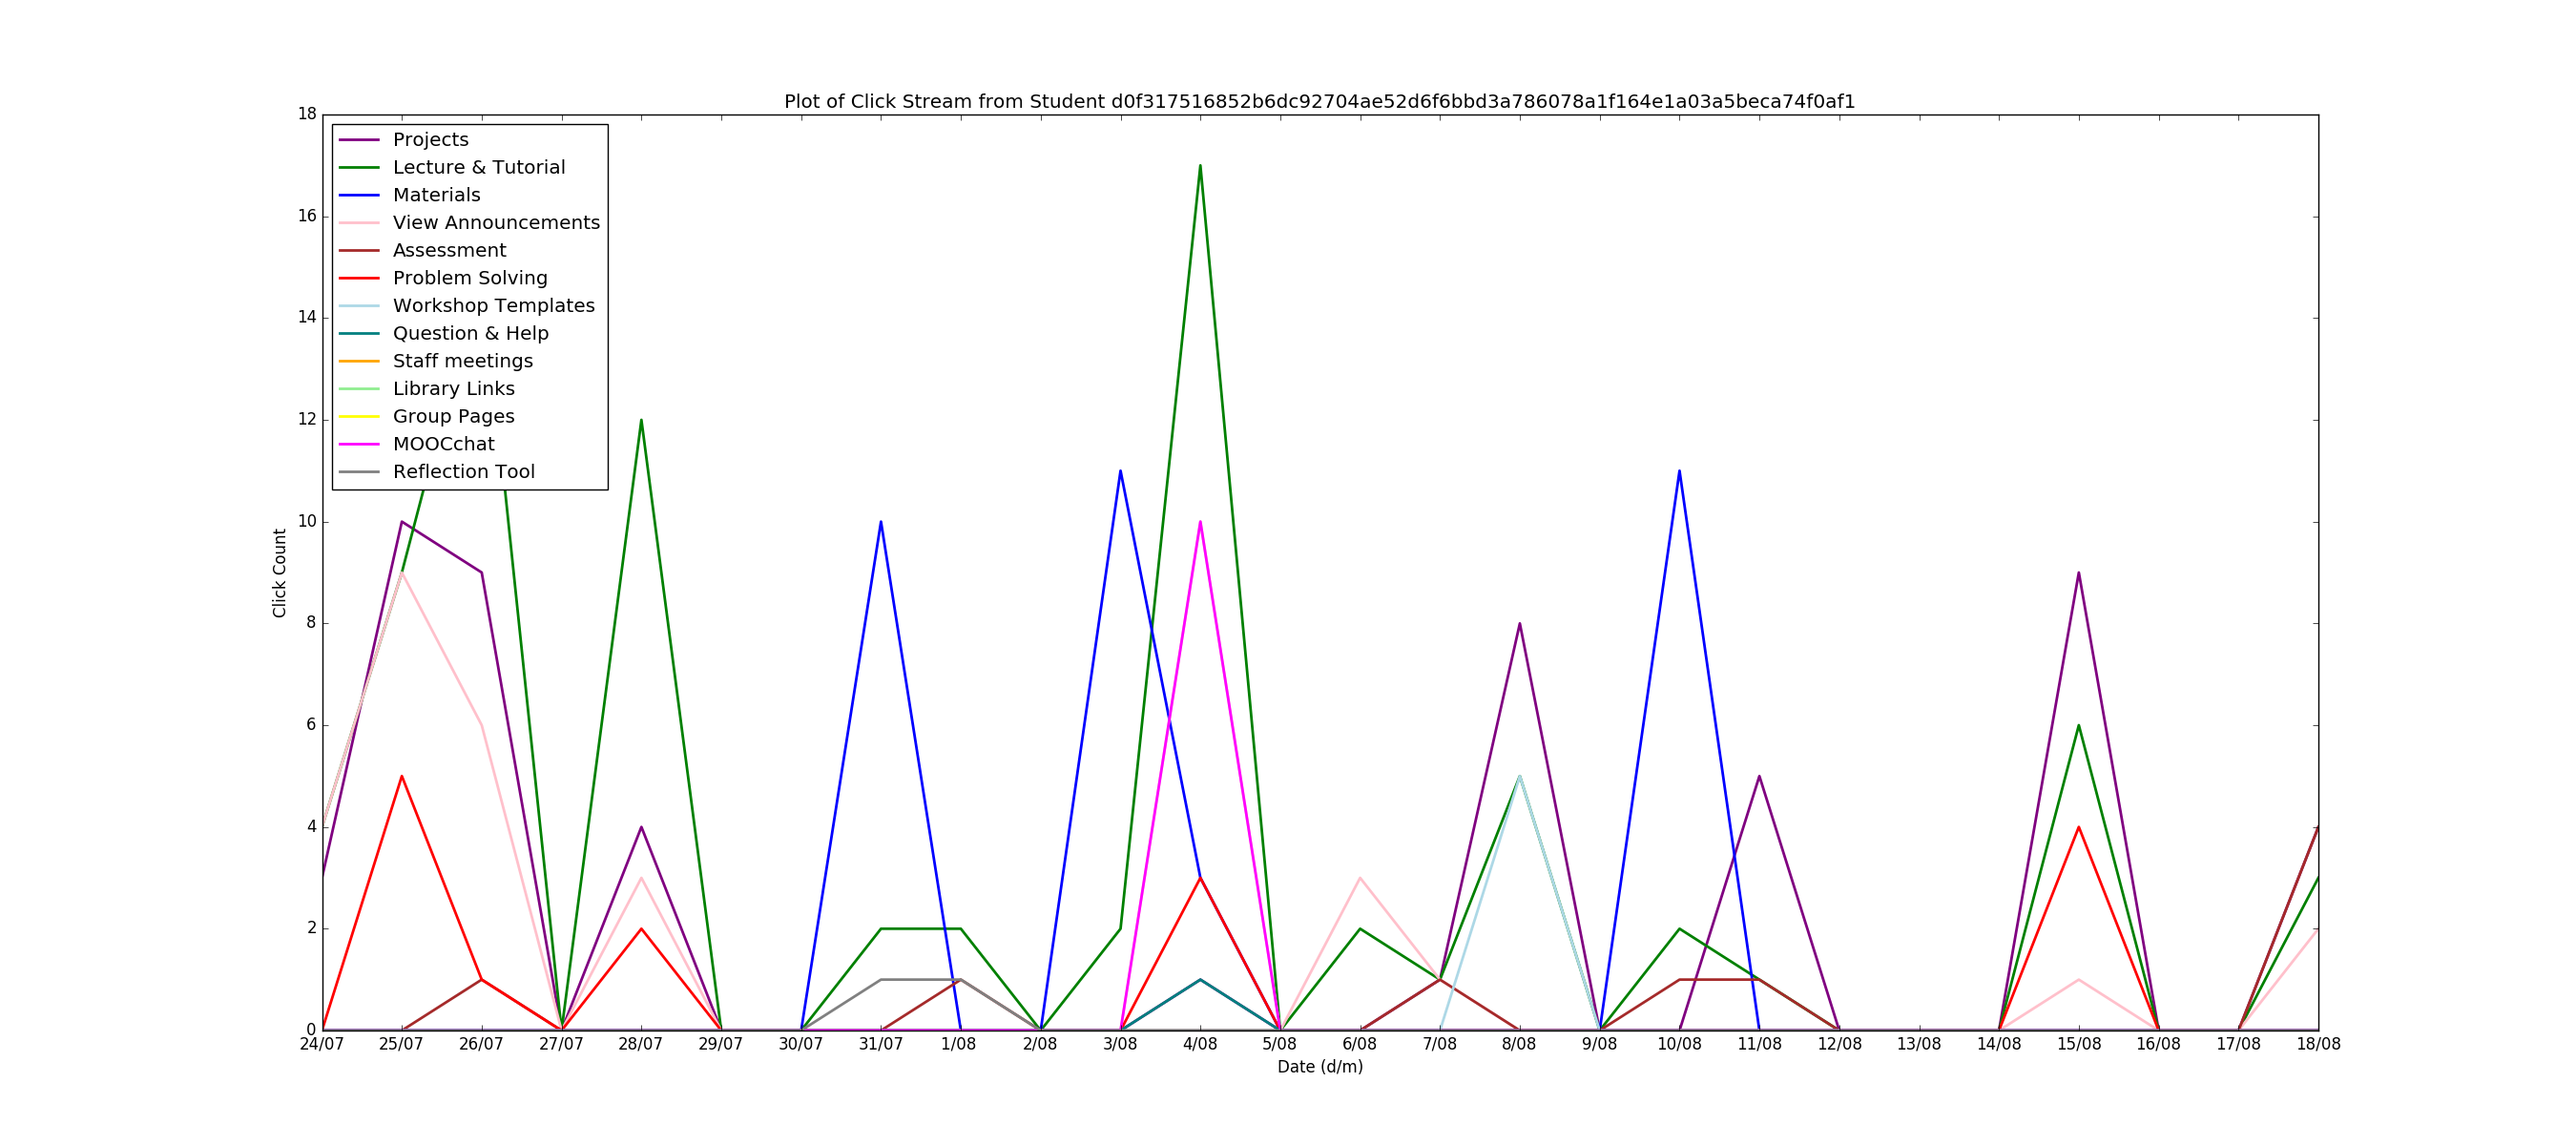 Plot of Click Stream from Student d0f317516852b6dc92704ae52d6f6bbd3a786078a1f164e1a03a5beca74f0af1
18
16
14
12
10
8
6
4
2
0
Click Count
Projects
Lecture & Tutorial
Materials
View Announcements
Assessment
Problem Solving
Workshop Templates
Question & Help
Staff meetings
Library Links
Group Pages
MOOCchat
Reflection Tool
24/07 25/07 26/07 27/07 28/07 29/07 30/07 31/07 1/08 2/08 3/08 4/08 5/08 6/08 7/08 8/08 9/08 10/08 11/08 12/08 13/08 14/08 15/08 16/08 17/08 18/08
Date (d/m)